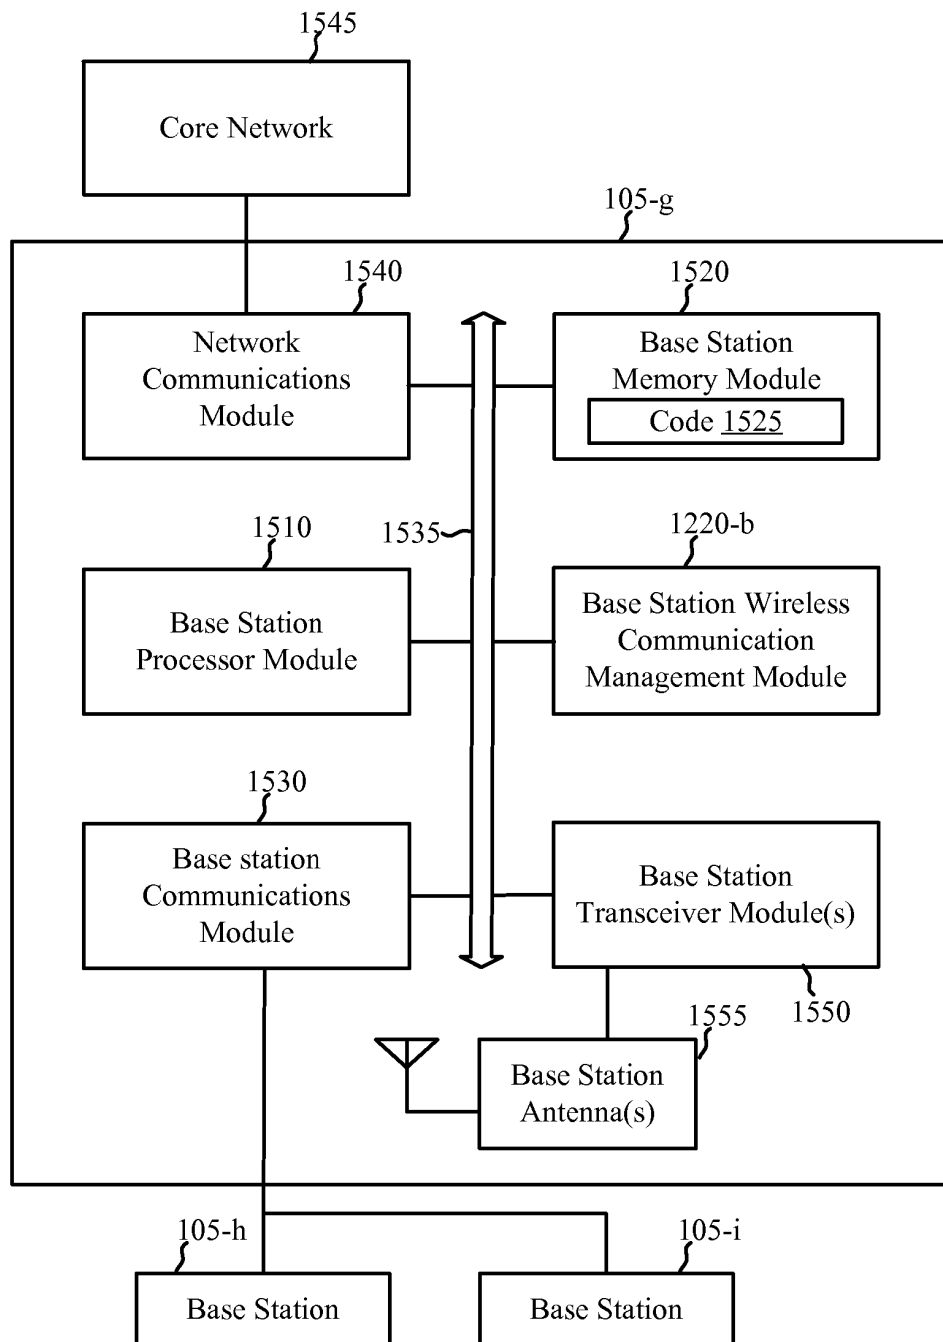 1545
Core Network
105-g
1540
1520
Network
Communications
Module
Base Station
Memory Module
Code 1525
1510
1535
1220-b
Base Station
Processor Module
Base Station Wireless
Communication
Management Module
1530
Base station
Communications
Module
Base Station
Transceiver Module(s)
1550
1555
Base Station
Antenna(s)
105-h
105-i
Base Station
Base Station